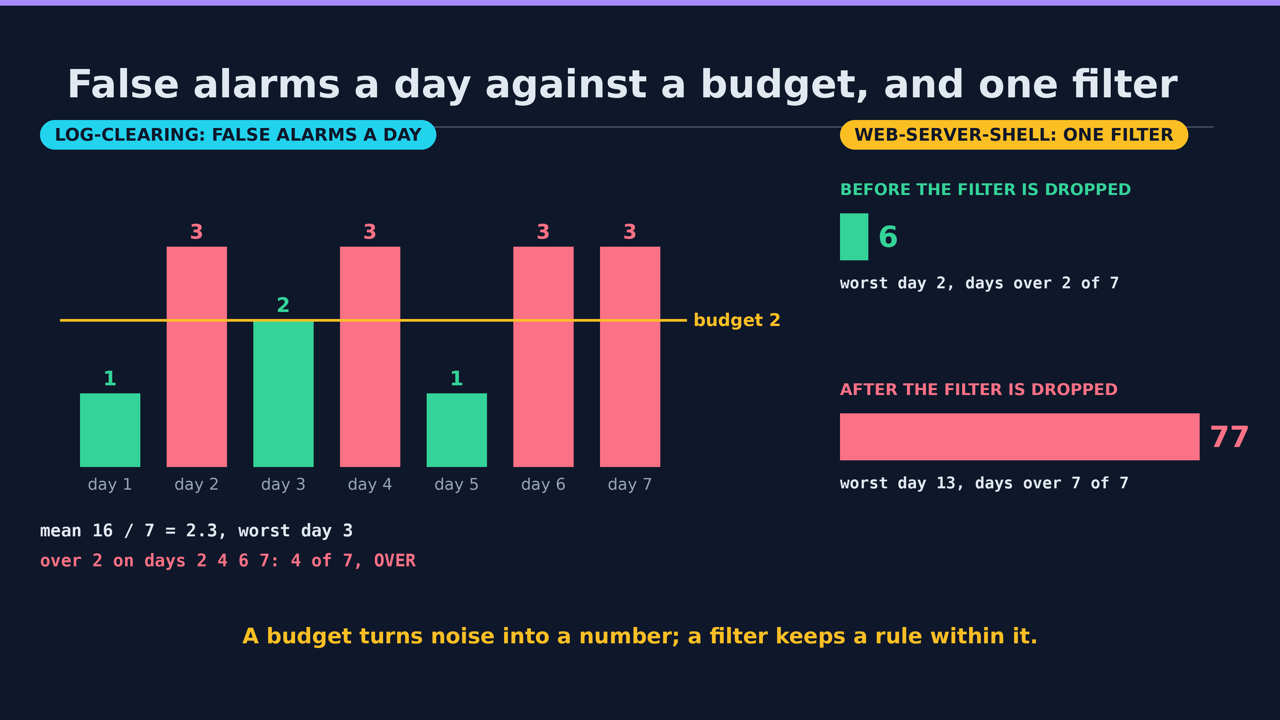 False alarms a day against a budget, and one filter
LOG-CLEARING: FALSE ALARMS A DAY
1
3
2
3
1
3
3
budget 2
day 1
day 2
day 3
day 4
day 5
day 6
day 7
mean 16 / 7 = 2.3, worst day 3
over 2 on days 2 4 6 7: 4 of 7, OVER
WEB-SERVER-SHELL: ONE FILTER
BEFORE THE FILTER IS DROPPED
6
worst day 2, days over 2 of 7
AFTER THE FILTER IS DROPPED
77
worst day 13, days over 7 of 7
A budget turns noise into a number; a filter keeps a rule within it.